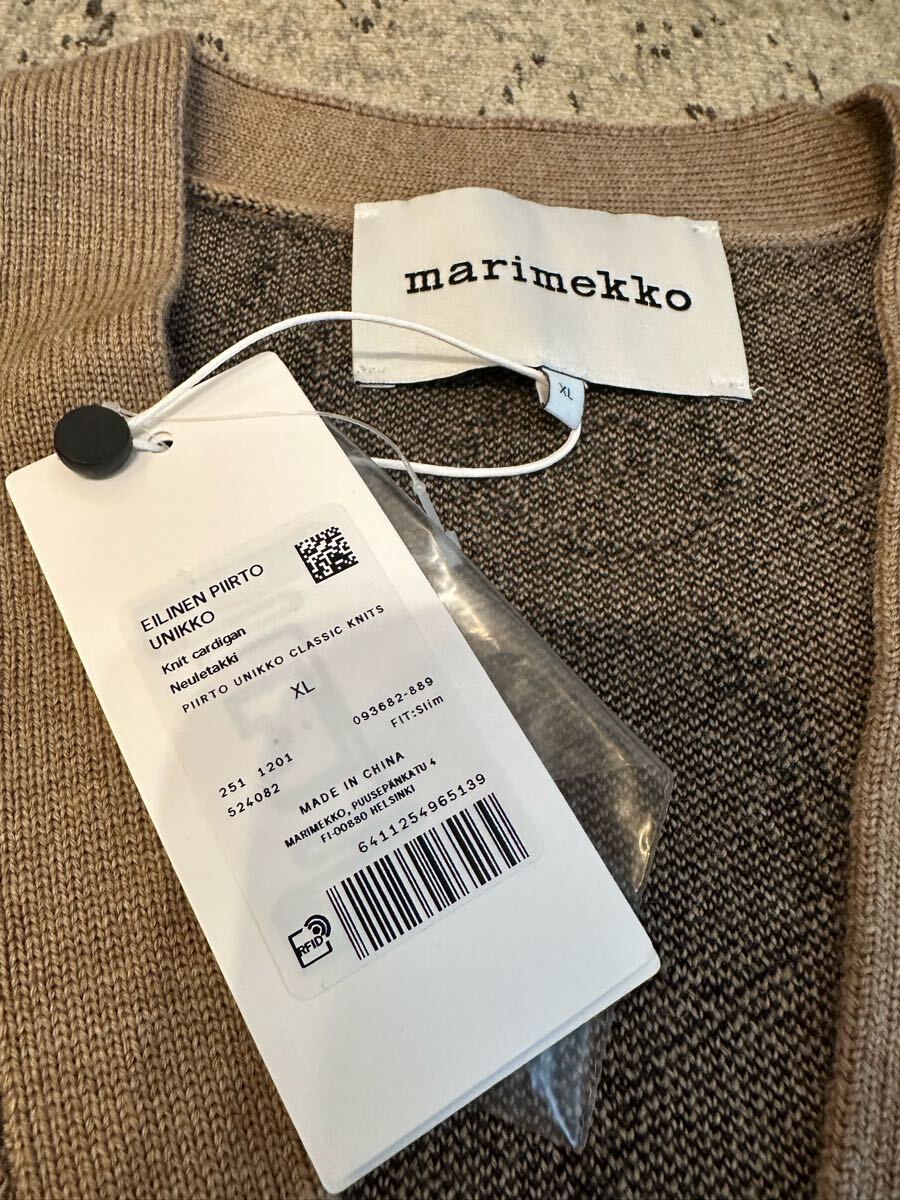 marimekko
XL
EILINEN PIIRTO
UNIKKO
Knit cardigan
Neuletakki
PIIRTO UNIKKO CLASSIC KNITS
XL
093682-889
FIT:Slim
251 1201
524082
MADE IN CHINA
MARIMEKKO, PUUSEPÄNKATU 4
FI-00880 HELSINKI
6411254965139
RFID